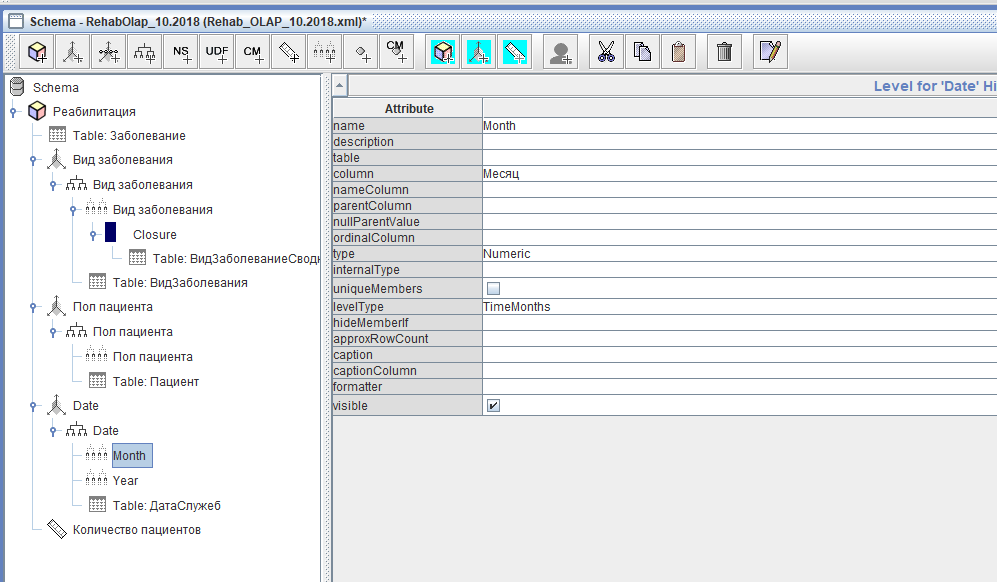 Schema - RehabOlap_10.2018 (Rehab_OLAP_10.2018.xml)*
NS UDF CM CM
Schema
Реабилитация
Table: Заболевание
Вид заболевания
Вид заболевания
Вид заболевания
Closure
Table: ВидЗаболеваниеСводн
Table: ВидЗаболевания
Пол пациента
Пол пациента
Пол пациента
Table: Пациент
Date
Date
Month
Year
Table: ДатаСлужеб
Количество пациентов
Level for 'Date' Hi
Attribute
name Month
description
table
column Месяц
nameColumn
parentColumn
nullParentValue
ordinalColumn
type Numeric
internalType
uniqueMembers
levelType TimeMonths
hideMemberIf
approxRowCount
caption
captionColumn
formatter
visible